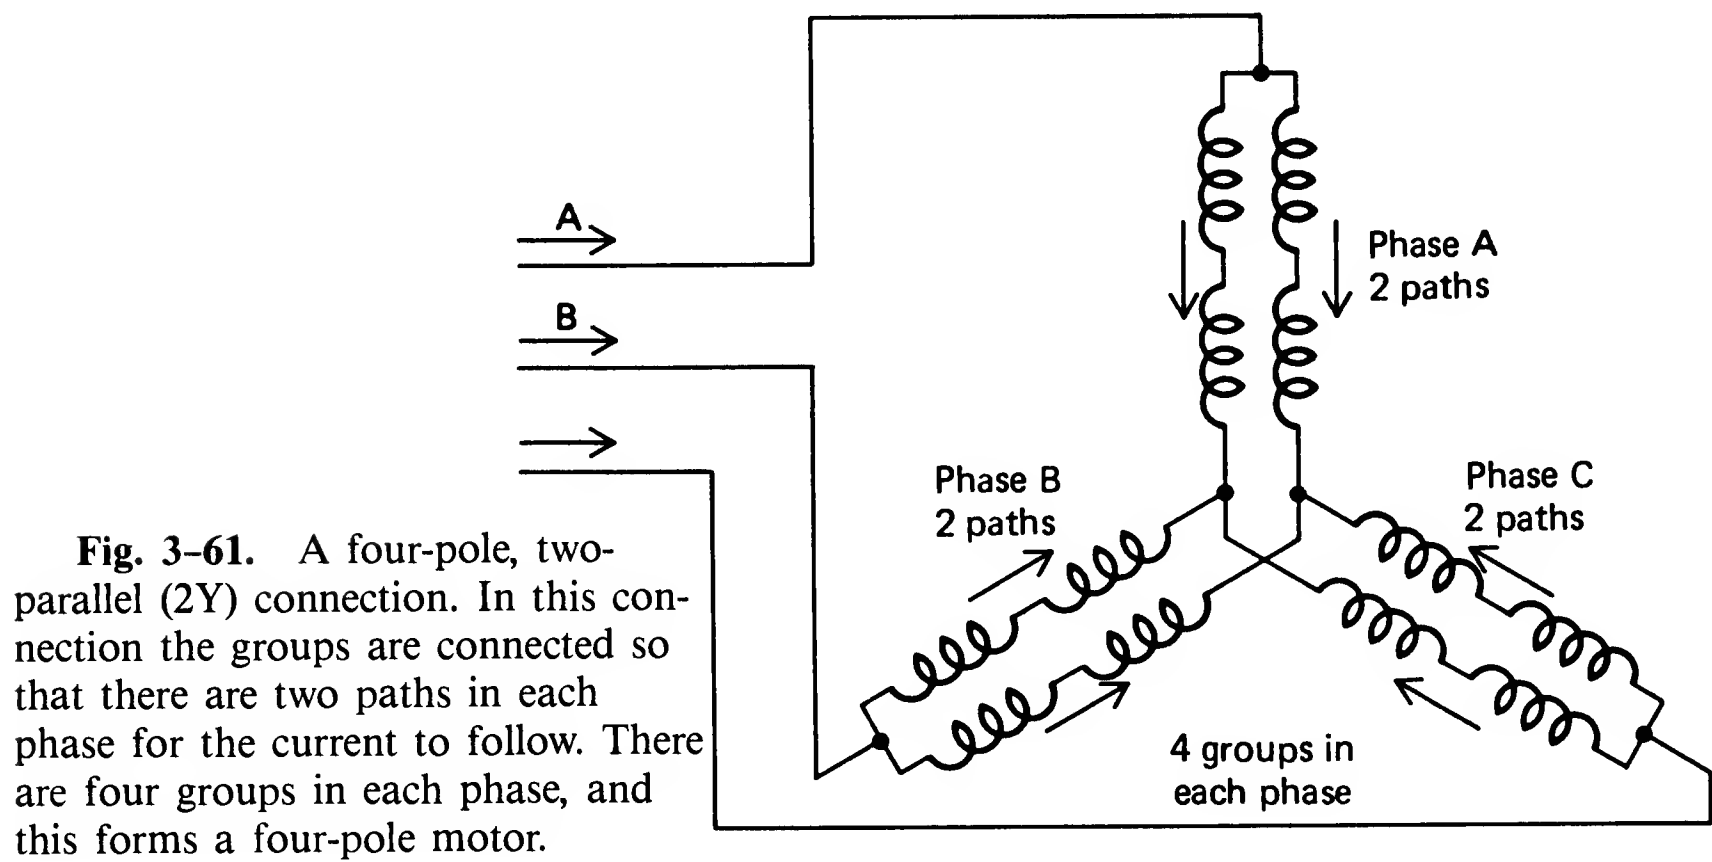 A
B
Phase A
2 paths
Phase B
2 paths
Phase C
2 paths
4 groups in
each phase
Fig. 3–61. A four-pole, two-
parallel (2Y) connection. In this con-
nection the groups are connected so
that there are two paths in each
phase for the current to follow. There
are four groups in each phase, and
this forms a four-pole motor.